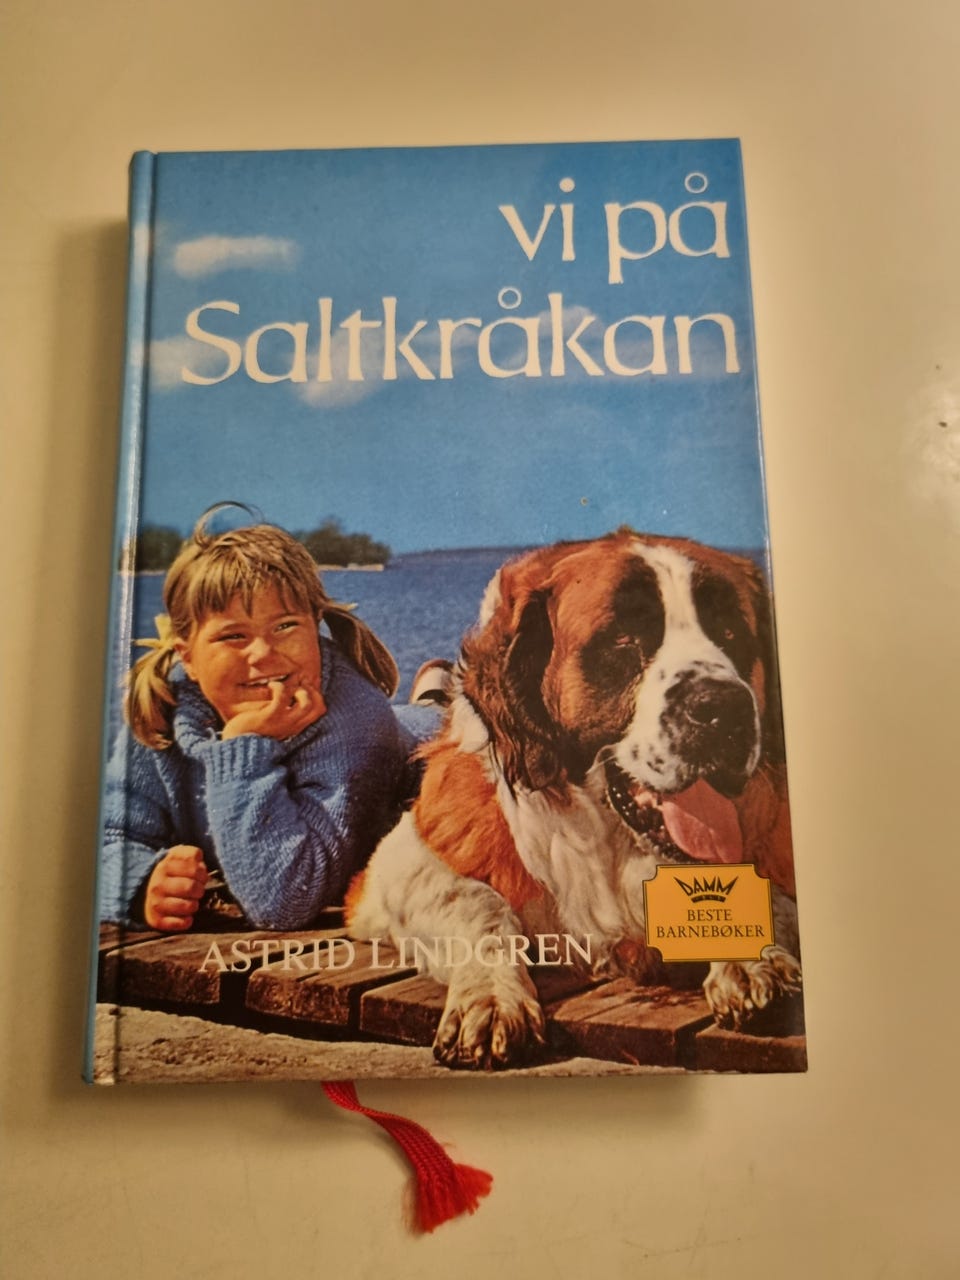 vi på
Saltkråkan
ASTRID LINDGREN
DAMM
BESTE
BARNEBØKER